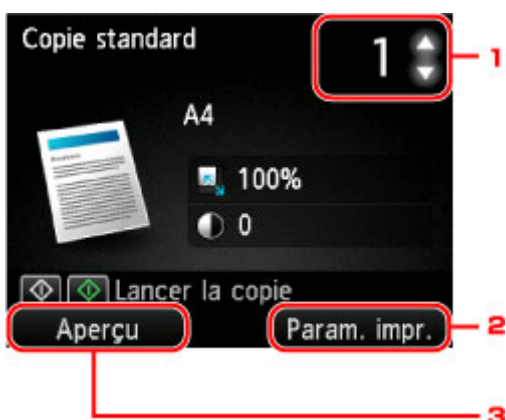 Copie standard
1
1
A4
100%
0
Lancer la copie
Aperçu
Param. impr.
2
3